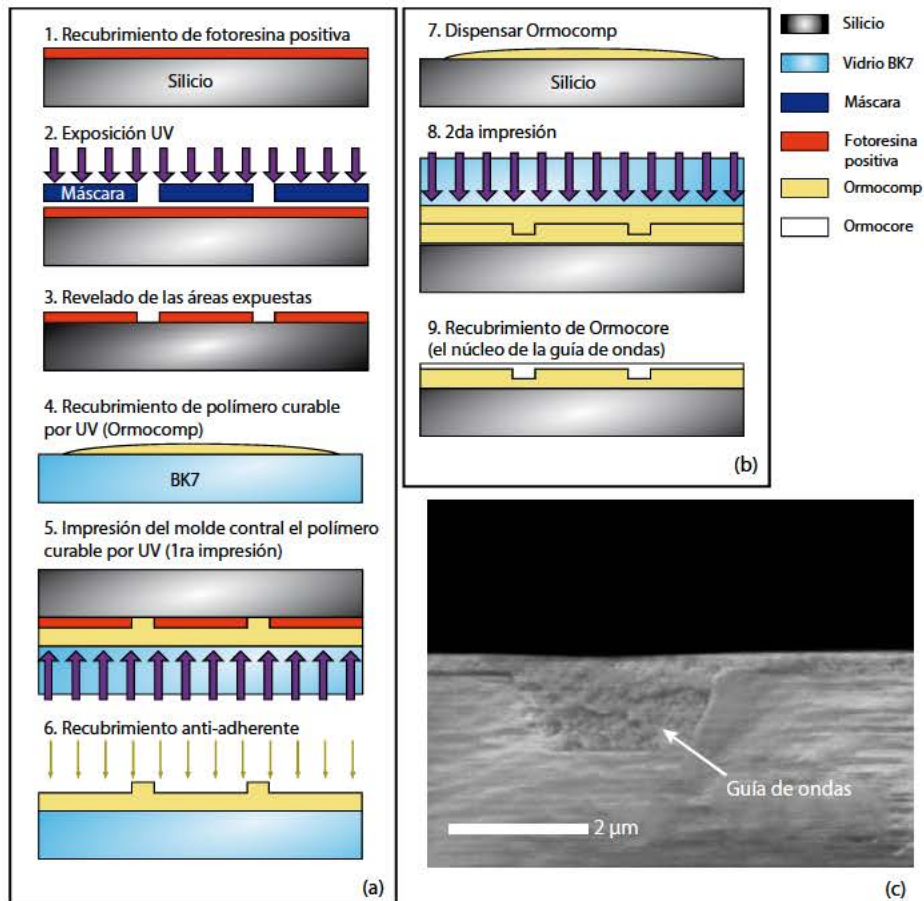 1. Recubrimiento de fotoresina positiva
Silicio
2. Exposición UV
Máscara
3. Revelado de las áreas expuestas
4. Recubrimiento de polímero curable
por UV (Ormocomp)
BK7
5. Impresión del molde contral el polímero
curable por UV (1ra impresión)
6. Recubrimiento anti-adherente
(a)
7. Dispensar Ormocomp
Silicio
8. 2da impresión
9. Recubrimiento de Ormocore
(el núcleo de la guía de ondas)
(b)
Silicio
Vidrio BK7
Máscara
Fotoresina
positiva
Ormocomp
Ormocore
Guía de ondas
2 μm
(c)